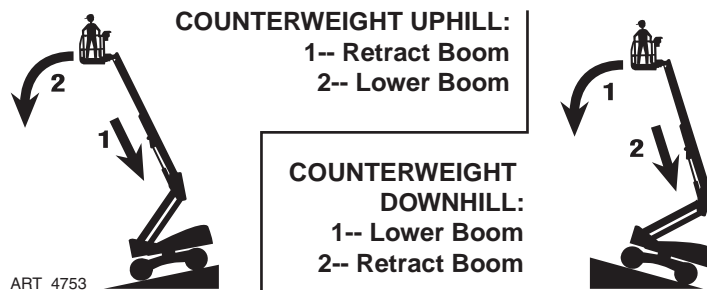 COUNTERWEIGHT UPHILL:
1-- Retract Boom
2-- Lower Boom
2
1
COUNTERWEIGHT
DOWNHILL:
1-- Lower Boom
2-- Retract Boom
1
2
ART 4753